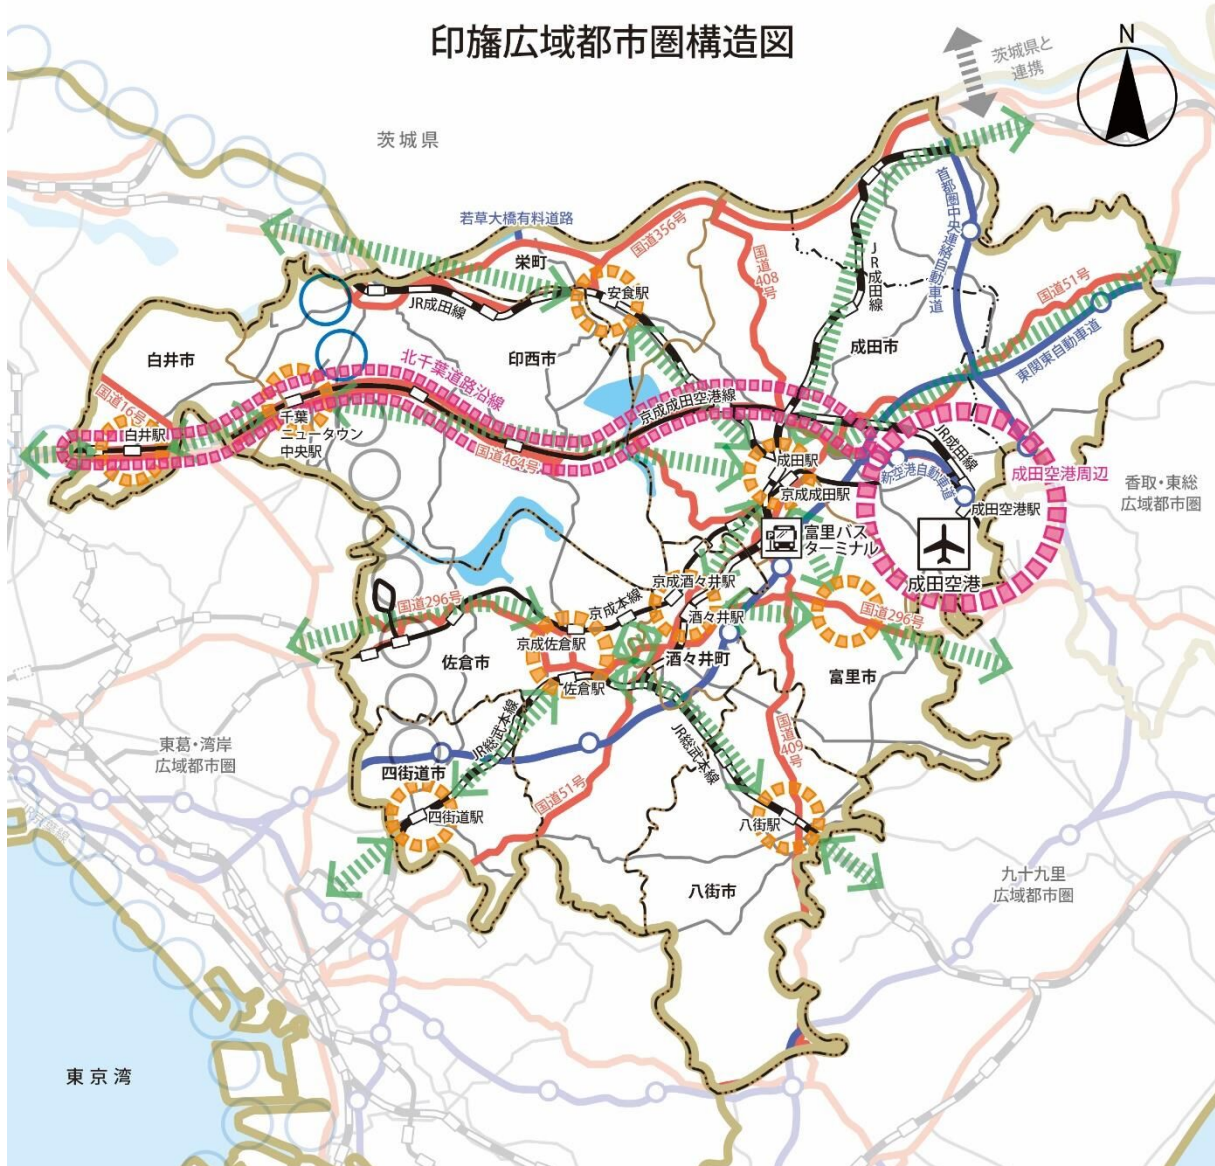 印旛広域都市圏構造図
N
茨城県と
連携
茨城県
若草大橋有料道路
国道356号
栄町
国道408号
JR成田線
首都圏中央連絡自動車道
国道51号
安食駅
JR成田線
成田市
東関東自動車道
白井市
印西市
北千葉道路沿線
京成成田空港線
国道16号
千葉
ニュータウン
中央駅
白井駅
国道464号
JR成田線
成田駅
新空港自動車道
成田空港周辺
香取・東総
広域都市圏
京成成田駅
成田空港駅
P
富里バス
ターミナル
成田空港
京成酒々井駅
国道296号
京成本線
酒々井駅
国道296号
京成佐倉駅
佐倉市
酒々井町
佐倉駅
富里市
JR総武本線
JR総武本線
国道409号
東葛・湾岸
広域都市圏
四街道市
国道51号
四街道駅
八街駅
八街市
九十九里
広域都市圏
東京湾